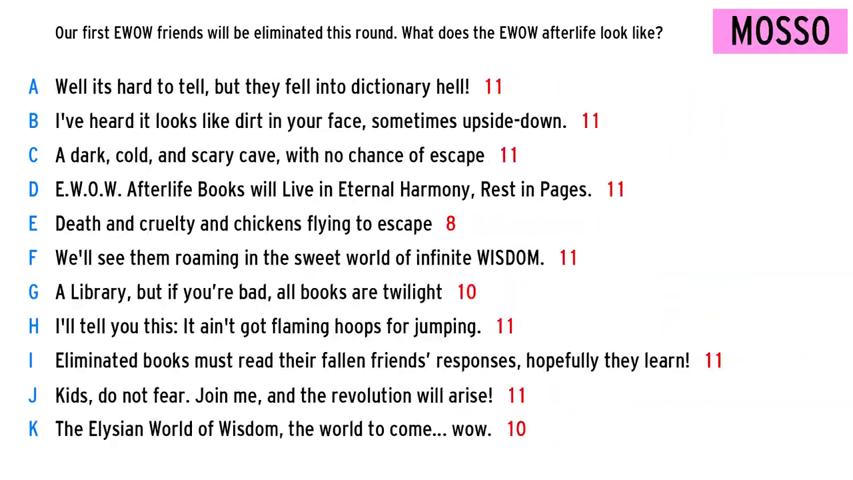 Our first EWOW friends will be eliminated this round. What does the EWOW afterlife look like?
MOSSO
A Well its hard to tell, but they fell into dictionary hell! 11
B I've heard it looks like dirt in your face, sometimes upside-down. 11
C A dark, cold, and scary cave, with no chance of escape 11
D E.W.O.W. Afterlife Books will Live in Eternal Harmony, Rest in Pages. 11
E Death and cruelty and chickens flying to escape 8
F We'll see them roaming in the sweet world of infinite WISDOM. 11
G A Library, but if you’re bad, all books are twilight 10
H I'll tell you this: It ain't got flaming hoops for jumping. 11
I Eliminated books must read their fallen friends’ responses, hopefully they learn! 11
J Kids, do not fear. Join me, and the revolution will arise! 11
K The Elysian World of Wisdom, the world to come... wow. 10